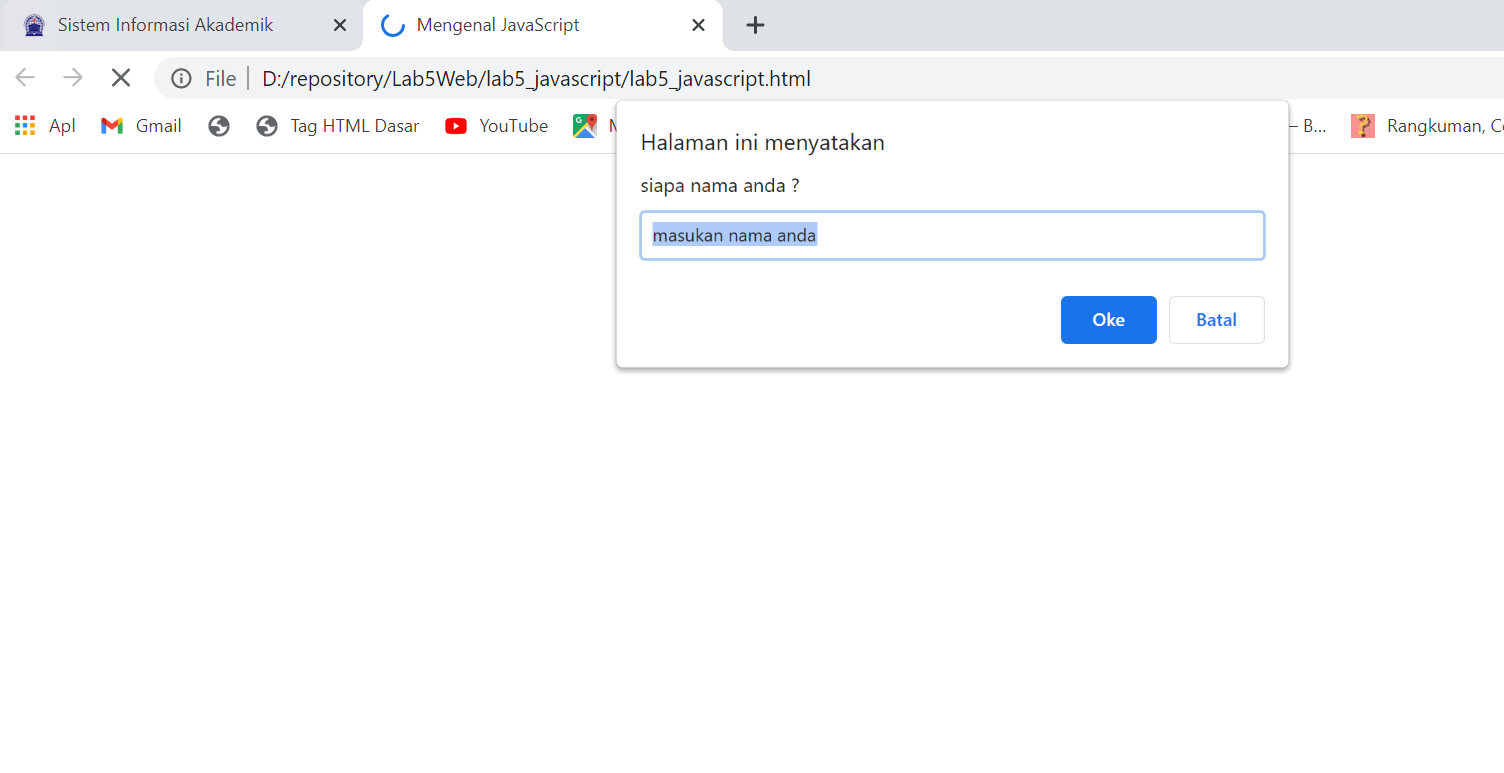 Sistem Informasi Akademik
Mengenal JavaScript
File
D:/repository/Lab5Web/lab5_javascript/lab5_javascript.html
Apl
Gmail
Tag HTML Dasar
YouTube
– B...
Rangkuman,
Halaman ini menyatakan
siapa nama anda ?
masukan nama anda
Oke
Batal